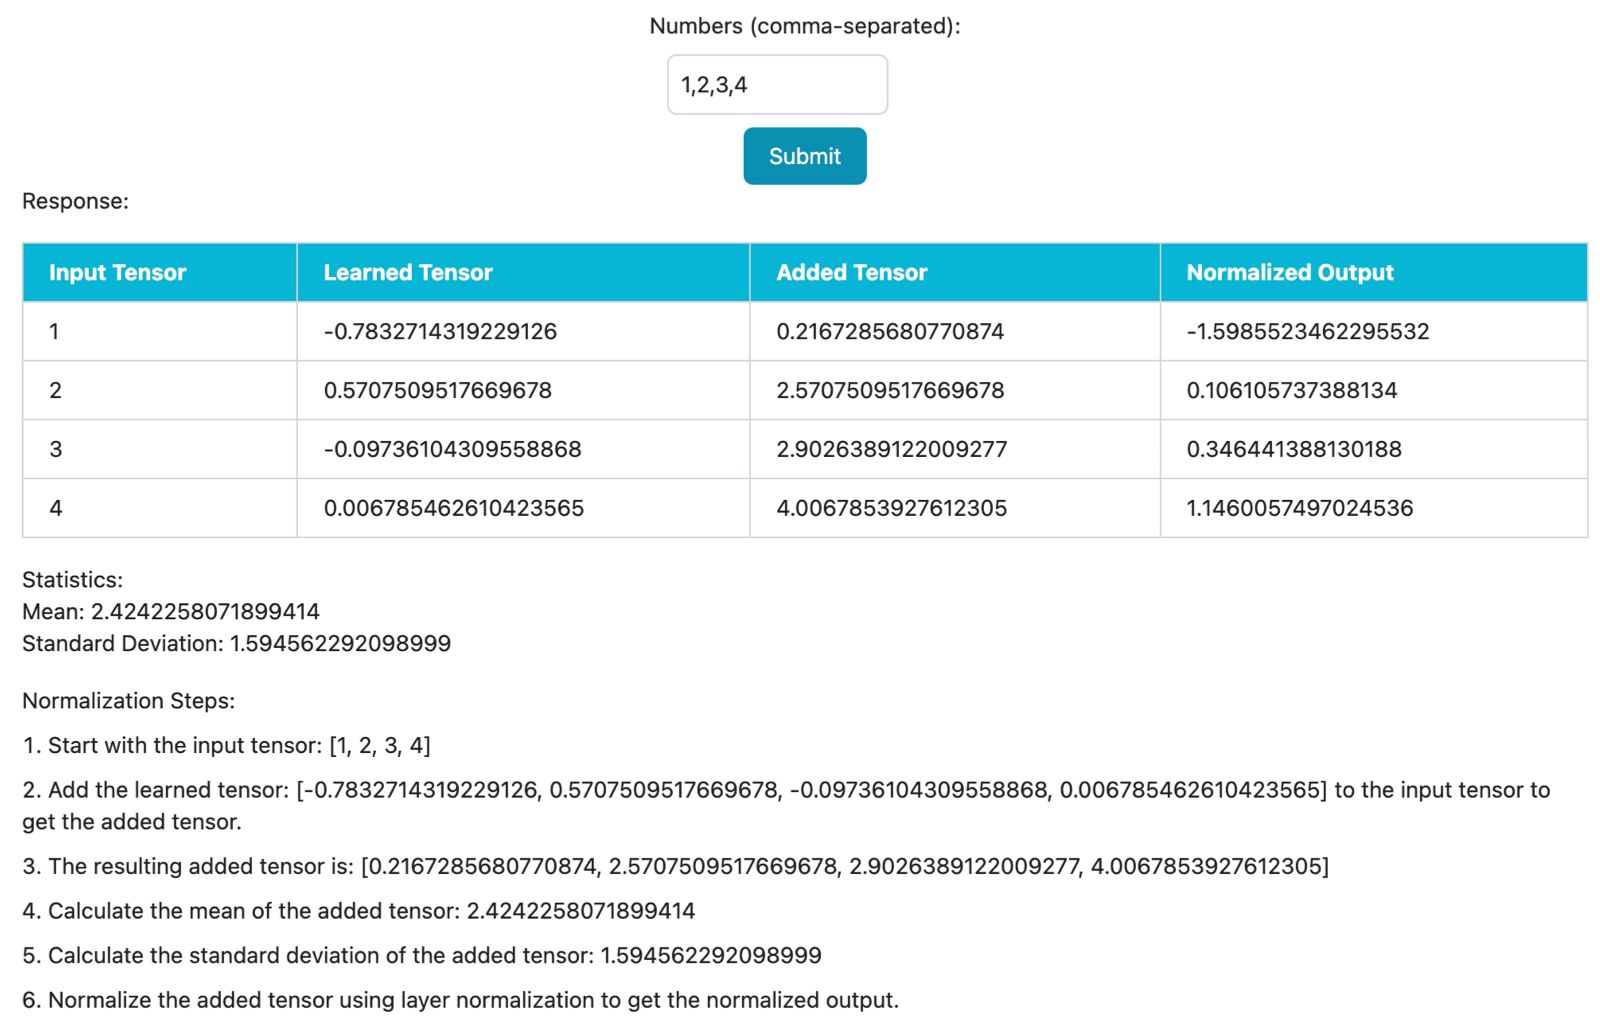 Numbers (comma-separated):
1,2,3,4
Submit
Response:
Input Tensor Learned Tensor Added Tensor Normalized Output
1 -0.7832714319229126 0.2167285680770874 -1.5985523462295532
2 0.5707509517669678 2.5707509517669678 0.106105737388134
3 -0.09736104309558868 2.9026389122009277 0.346441388130188
4 0.006785462610423565 4.0067853927612305 1.1460057497024536
Statistics:
Mean: 2.4242258071899414
Standard Deviation: 1.594562292098999
Normalization Steps:
1. Start with the input tensor: [1, 2, 3, 4]
2. Add the learned tensor: [-0.7832714319229126, 0.5707509517669678, -0.09736104309558868, 0.006785462610423565] to the input tensor to
get the added tensor.
3. The resulting added tensor is: [0.2167285680770874, 2.5707509517669678, 2.9026389122009277, 4.0067853927612305]
4. Calculate the mean of the added tensor: 2.4242258071899414
5. Calculate the standard deviation of the added tensor: 1.594562292098999
6. Normalize the added tensor using layer normalization to get the normalized output.